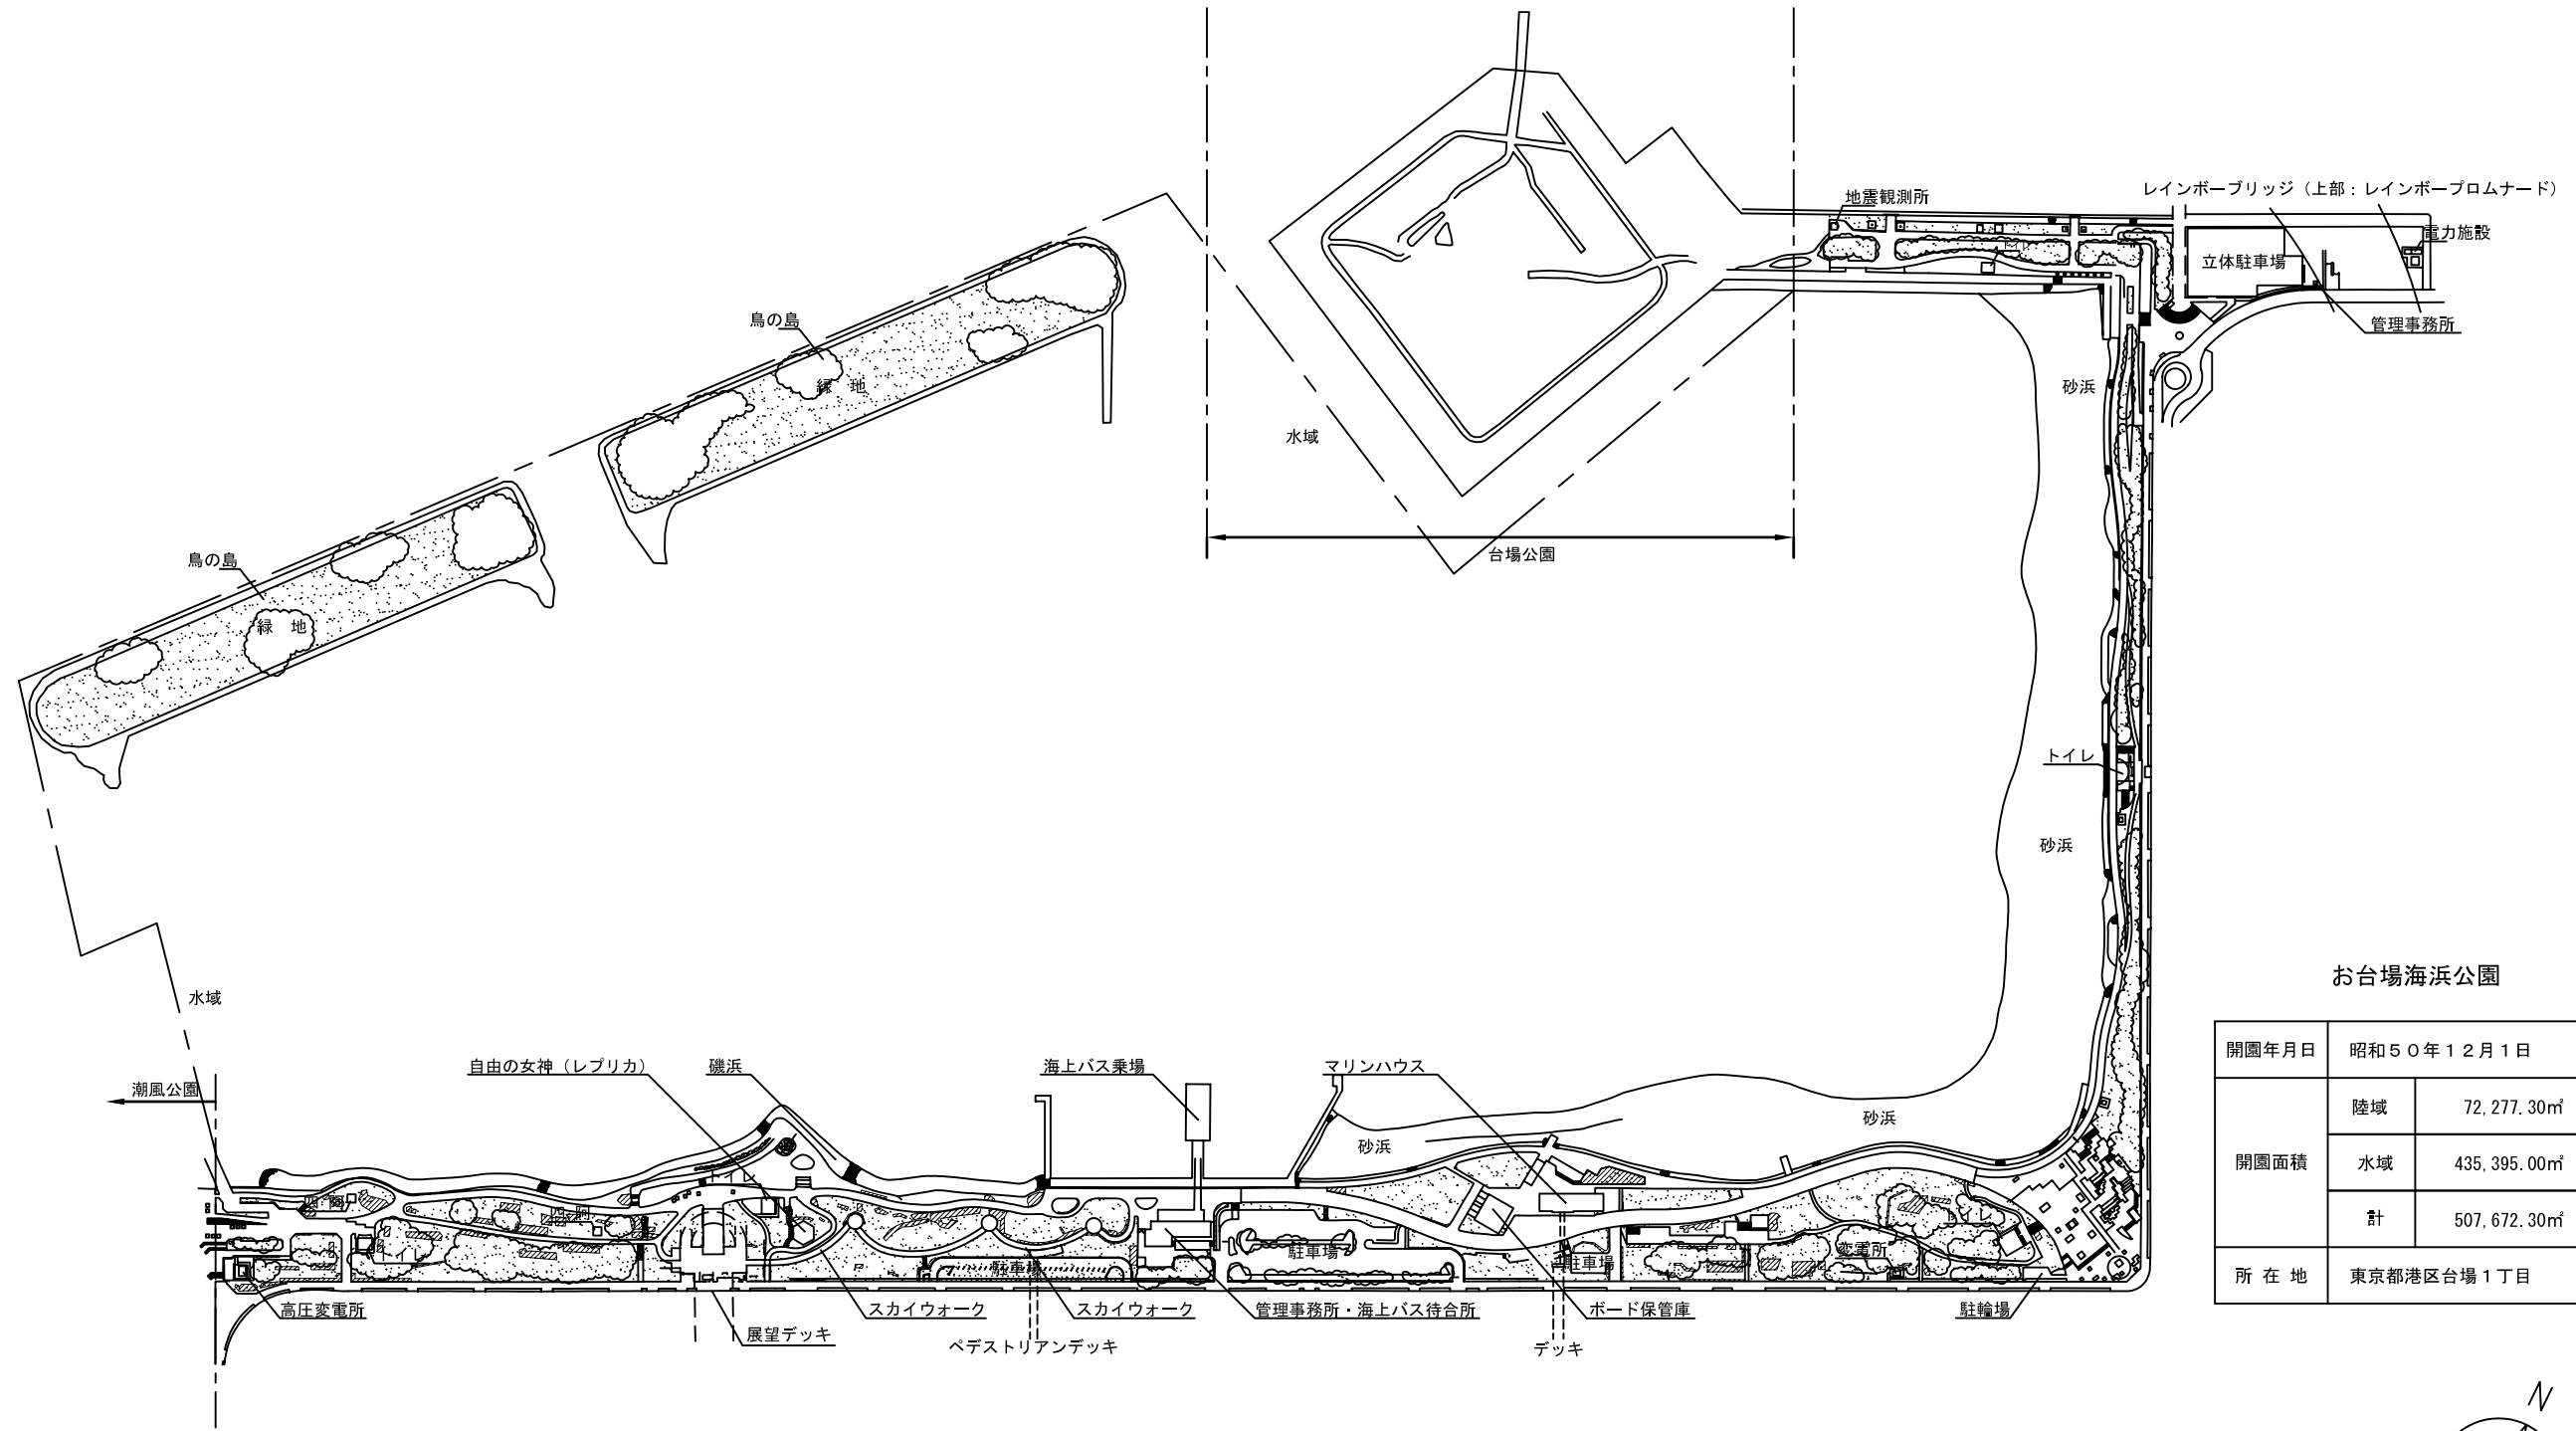 レインボーブリッジ（上部：レインボープロムナード）
地震観測所
電力施設
トイレ
立体駐車場
管理事務所
鳥の島
緑　地
砂浜
水域
台場公園
鳥の島
緑　地
トイレ
砂浜
水域
お台場海浜公園
開園年月日 昭和５０年１２月１日
開園面積 陸域 72,277.30㎡
水域 435,395.00㎡
計 507,672.30㎡
所 在 地 東京都港区台場１丁目
自由の女神（レプリカ）
磯浜
海上バス乗場
マリンハウス
潮風公園
砂浜
砂浜
トイレ
駐車場
駐車場
駐車場
変電所
高圧変電所
スカイウォーク
スカイウォーク
管理事務所・海上バス待合所
ボード保管庫
駐輪場
展望デッキ
ペデストリアンデッキ
デッキ
N